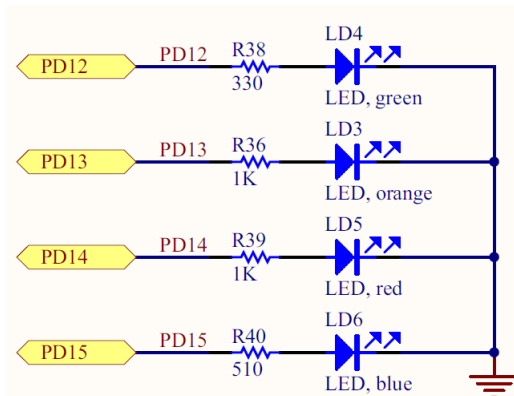 LD4
PD12 PD12 R38
330
LED, green
LD3
PD13 PD13 R36
1K
LED, orange
LD5
PD14 PD14 R39
1K
LED, red
LD6
PD15 PD15 R40
510
LED, blue